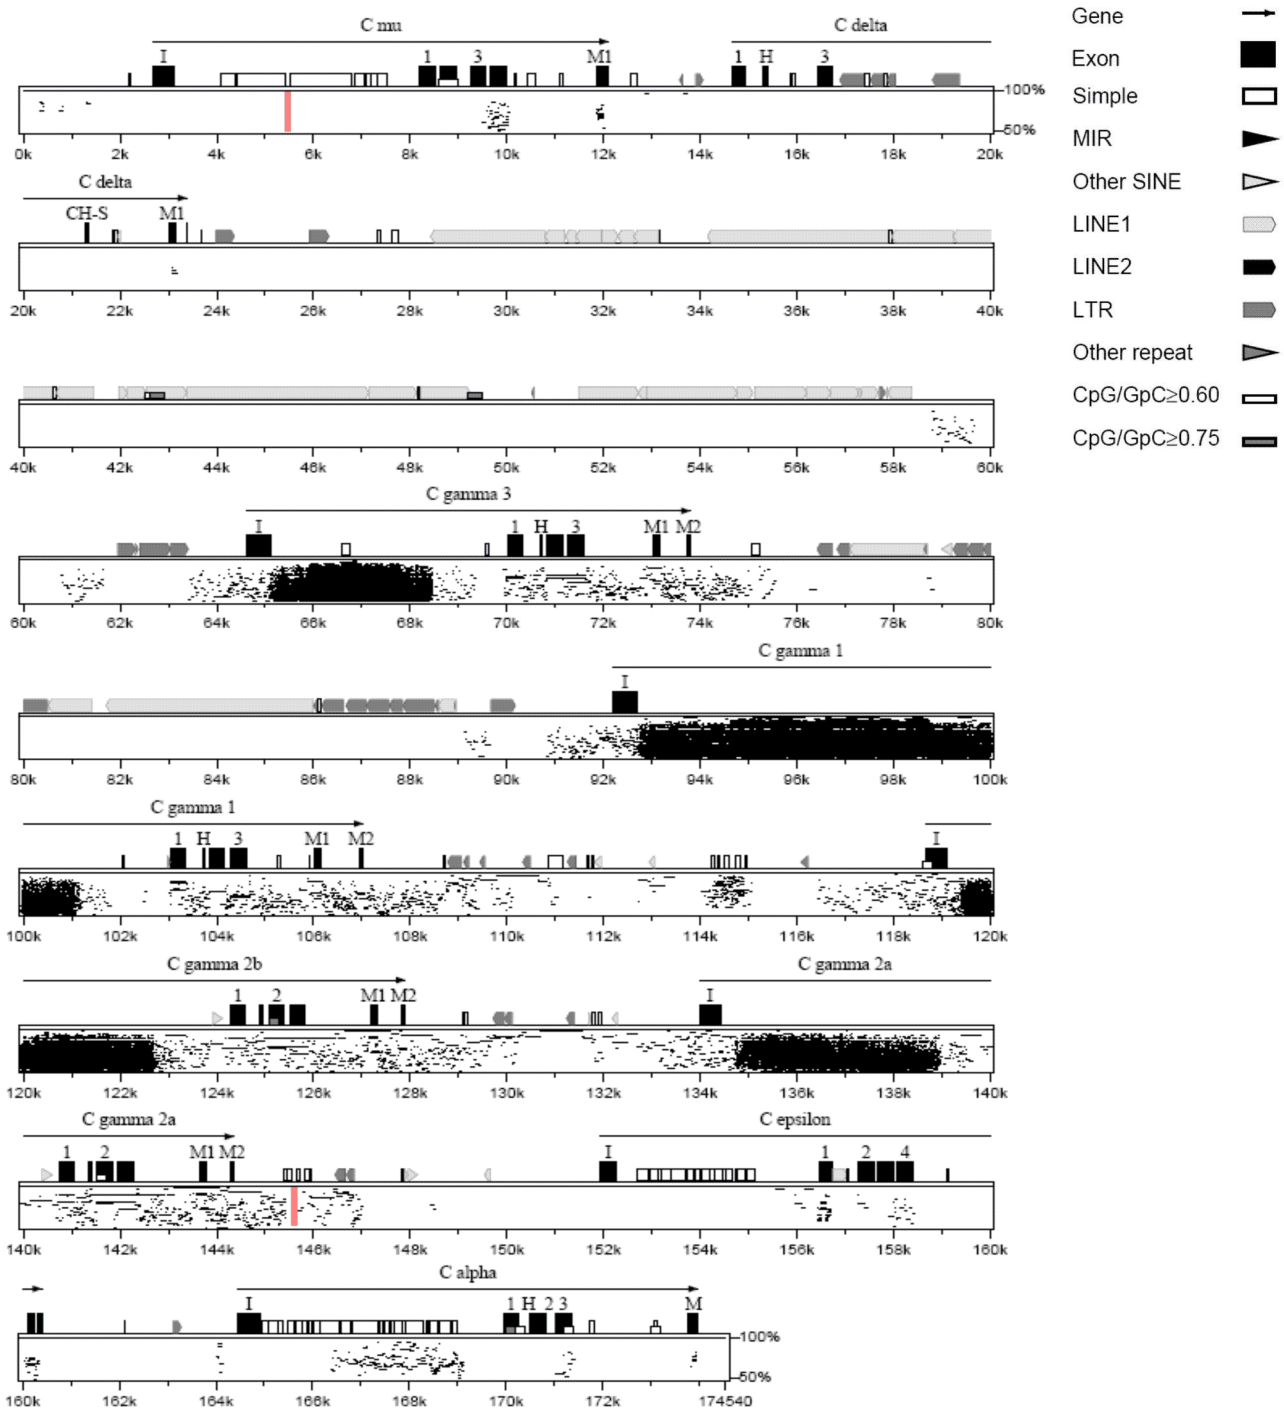 C mu C delta
I 1 3 M1 1 H 3
100%
50%
0k 2k 4k 6k 8k 10k 12k 14k 16k 18k 20k
C delta
CH-S M1
20k 22k 24k 26k 28k 30k 32k 34k 36k 38k 40k
40k 42k 44k 46k 48k 50k 52k 54k 56k 58k 60k
C gamma 3
I 1 H 3 M1 M2
60k 62k 64k 66k 68k 70k 72k 74k 76k 78k 80k
C gamma 1
I
80k 82k 84k 86k 88k 90k 92k 94k 96k 98k 100k
C gamma 1
1 H 3 M1 M2 I
100k 102k 104k 106k 108k 110k 112k 114k 116k 118k 120k
C gamma 2b C gamma 2a
1 2 M1 M2 I
120k 122k 124k 126k 128k 130k 132k 134k 136k 138k 140k
C gamma 2a C epsilon
1 2 M1 M2 I 1 2 4
140k 142k 144k 146k 148k 150k 152k 154k 156k 158k 160k
C alpha
I 1 H 2 3 M
100%
50%
160k 162k 164k 166k 168k 170k 172k 174540
Gene
Exon
Simple
MIR
Other SINE
LINE1
LINE2
LTR
Other repeat
CpG/GpC≥0.60
CpG/GpC≥0.75